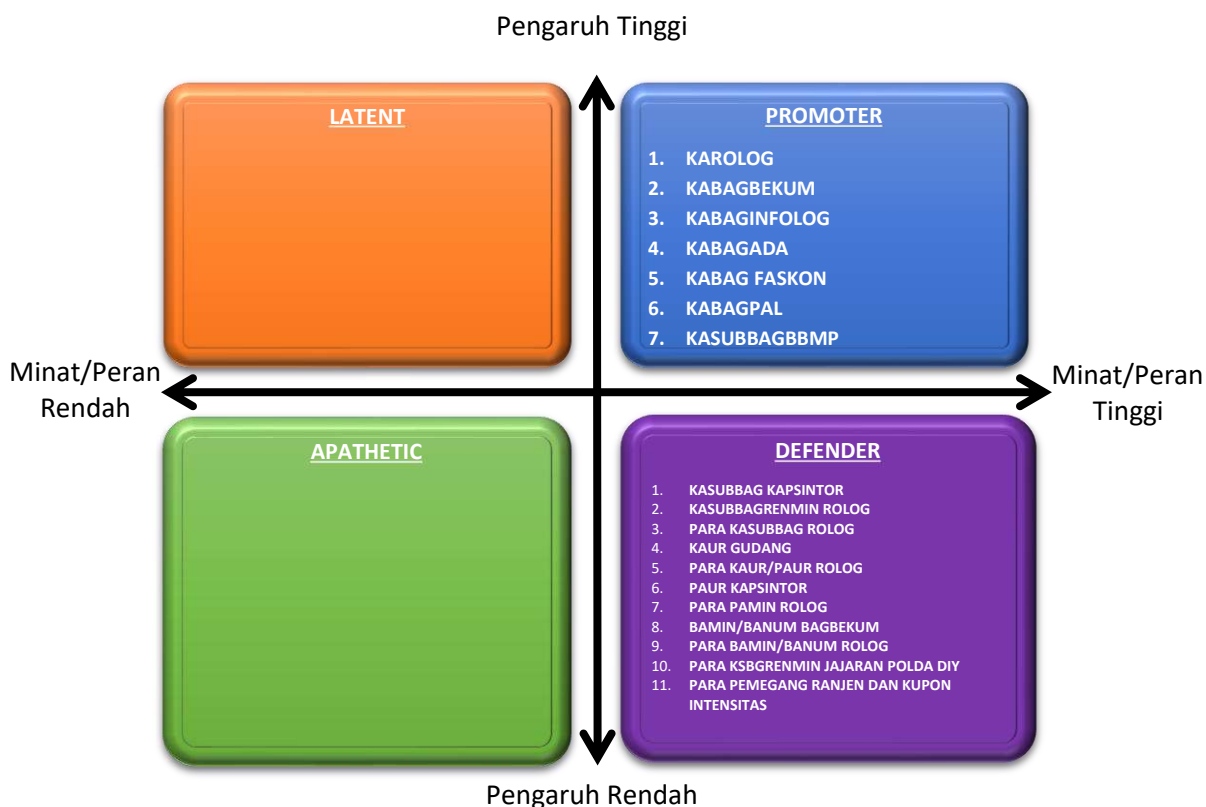 Pengaruh Tinggi
LATENT
PROMOTER
1. KAROLOG
2. KABAGBEKUM
3. KABAGINFOLOG
4. KABAGADA
5. KABAG FASKON
6. KABAGPAL
7. KASUBBAGBBMP
Minat/Peran
Rendah
Minat/Peran
Tinggi
APATHETIC
DEFENDER
1. KASUBBAG KAPSINTOR
2. KASUBBAGRENMIN ROLOG
3. PARA KASUBBAG ROLOG
4. KAUR GUDANG
5. PARA KAUR/PAUR ROLOG
6. PAUR KAPSINTOR
7. PARA PAMIN ROLOG
8. BAMIN/BANUM BAGBEKUM
9. PARA BAMIN/BANUM ROLOG
10. PARA KSBGRENMIN JAJARAN POLDA DIY
11. PARA PEMEGANG RANJEN DAN KUPON
INTENSITAS
Pengaruh Rendah